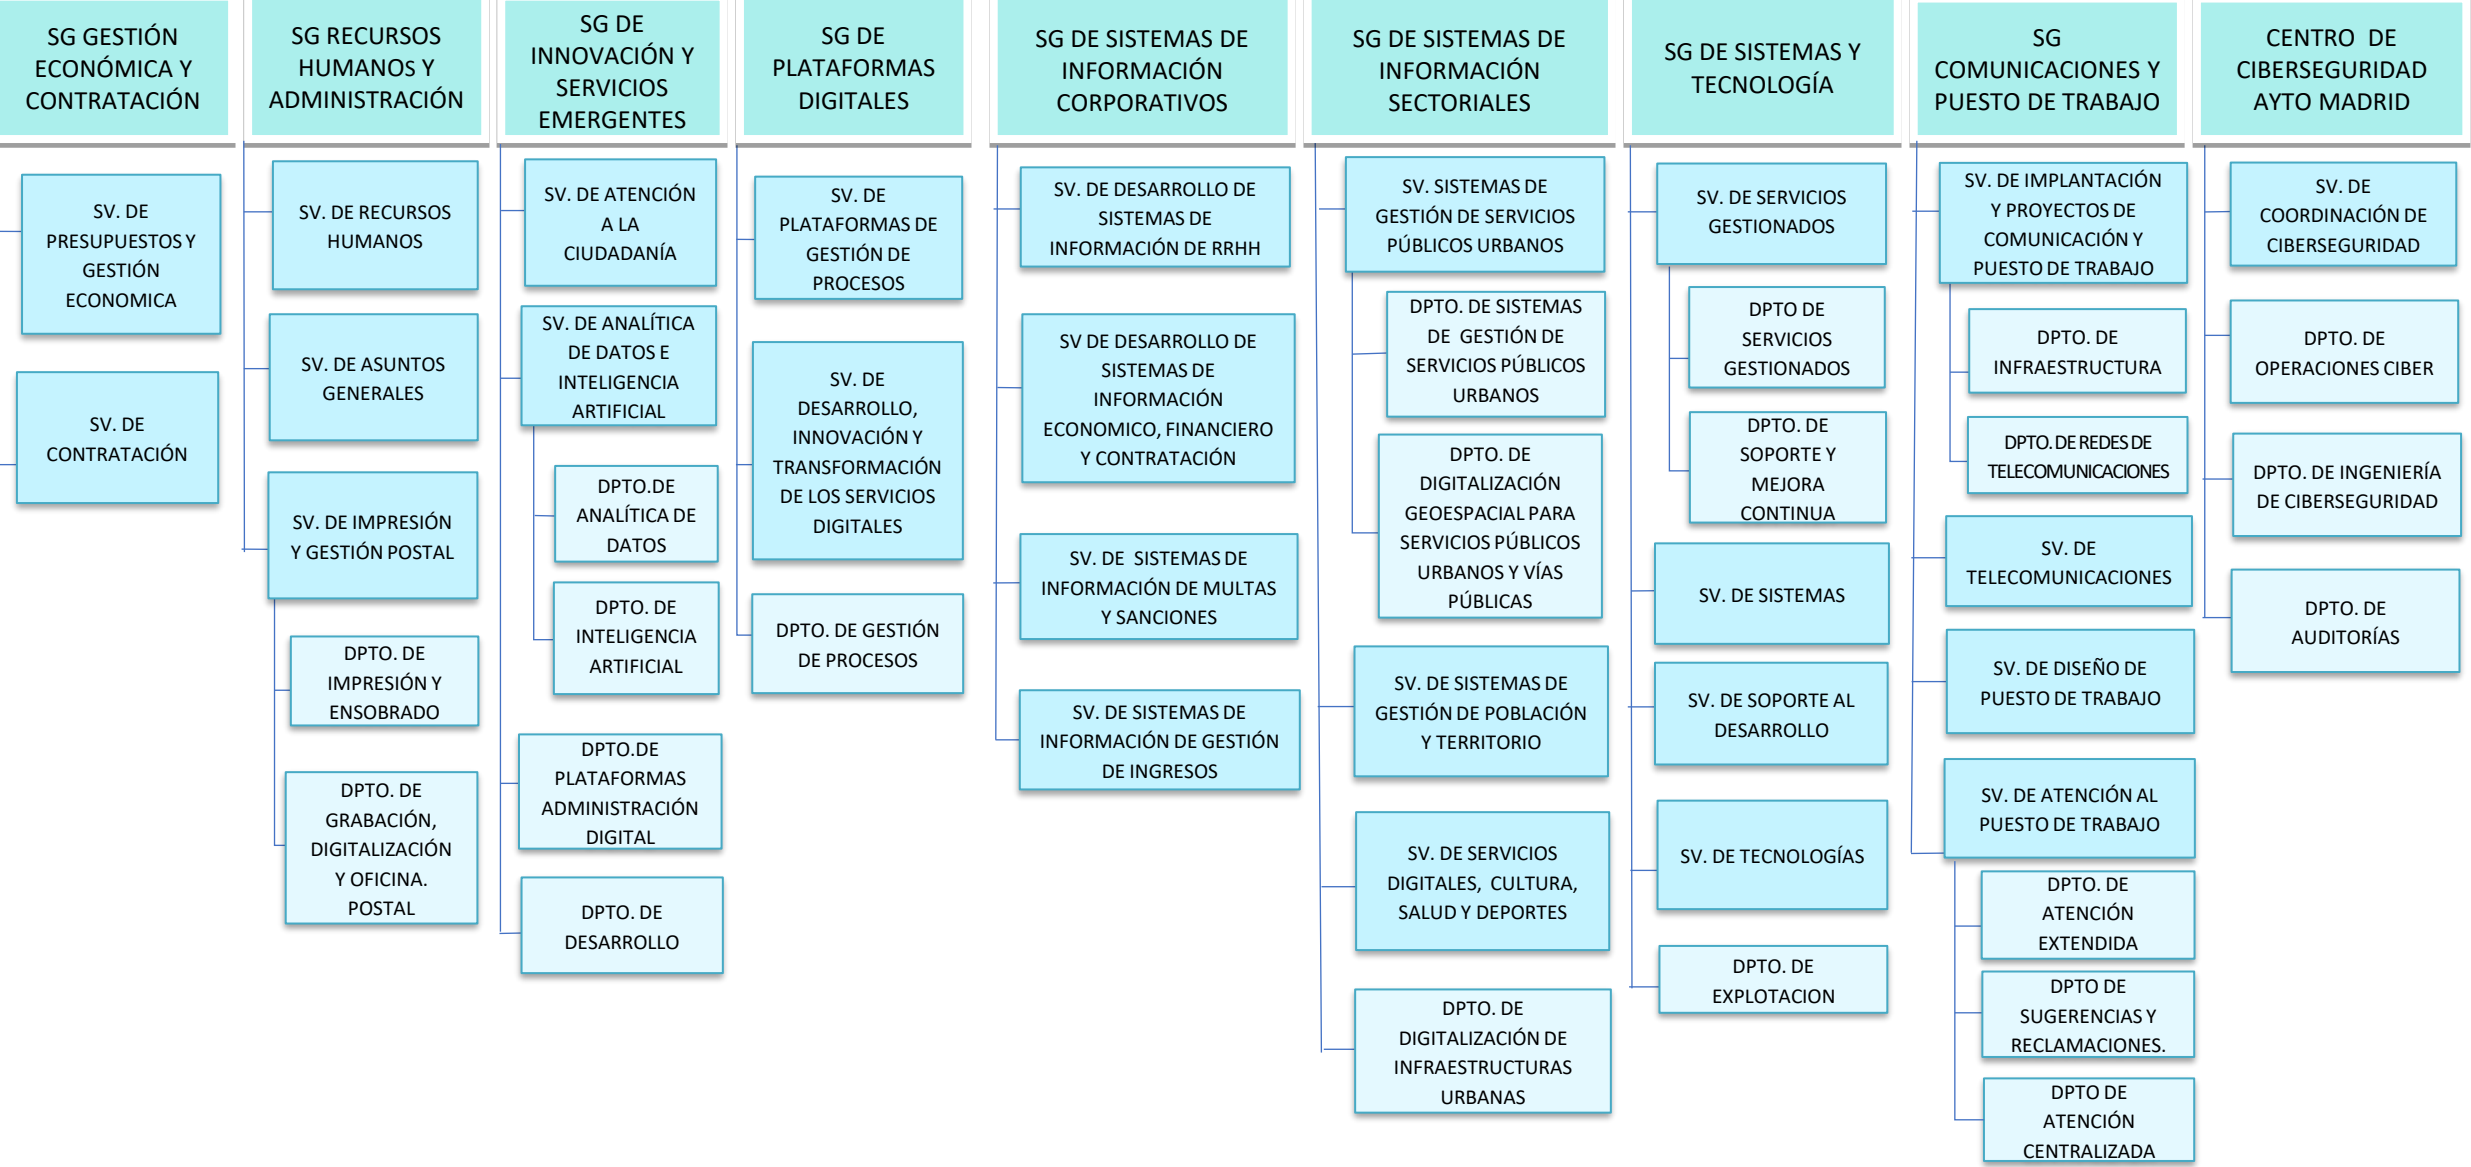 SG GESTIÓN
ECONÓMICA Y
CONTRATACIÓN
SV. DE
PRESUPUESTOS Y
GESTIÓN
ECONOMICA
SV. DE
CONTRATACIÓN
SG RECURSOS
HUMANOS Y
ADMINISTRACIÓN
SV. DE RECURSOS
HUMANOS
SV. DE ASUNTOS
GENERALES
SV. DE IMPRESIÓN
Y GESTIÓN POSTAL
DPTO. DE
IMPRESIÓN Y
ENSOBRADO
DPTO. DE
GRABACIÓN,
DIGITALIZACIÓN
Y OFICINA.
POSTAL
SG DE
INNOVACIÓN Y
SERVICIOS
EMERGENTES
SV. DE ATENCIÓN
A LA
CIUDADANÍA
SV. DE ANALÍTICA
DE DATOS E
INTELIGENCIA
ARTIFICIAL
DPTO.DE
ANALÍTICA DE
DATOS
DPTO. DE
INTELIGENCIA
ARTIFICIAL
DPTO.DE
PLATAFORMAS
ADMINISTRACIÓN
DIGITAL
DPTO. DE
DESARROLLO
SG DE
PLATAFORMAS
DIGITALES
SV. DE
PLATAFORMAS DE
GESTIÓN DE
PROCESOS
SV. DE
DESARROLLO,
INNOVACIÓN Y
TRANSFORMACIÓN
DE LOS SERVICIOS
DIGITALES
DPTO. DE GESTIÓN
DE PROCESOS
SG DE SISTEMAS DE
INFORMACIÓN
CORPORATIVOS
SV. DE DESARROLLO DE
SISTEMAS DE
INFORMACIÓN DE RRHH
SV DE DESARROLLO DE
SISTEMAS DE
INFORMACIÓN
ECONOMICO, FINANCIERO
Y CONTRATACIÓN
SV. DE SISTEMAS DE
INFORMACIÓN DE MULTAS
Y SANCIONES
SV. DE SISTEMAS DE
INFORMACIÓN DE GESTIÓN
DE INGRESOS
SG DE SISTEMAS DE
INFORMACIÓN
SECTORIALES
SV. SISTEMAS DE
GESTIÓN DE SERVICIOS
PÚBLICOS URBANOS
DPTO. DE SISTEMAS
DE GESTIÓN DE
SERVICIOS PÚBLICOS
URBANOS
DPTO. DE
DIGITALIZACIÓN
GEOESPACIAL PARA
SERVICIOS PÚBLICOS
URBANOS Y VÍAS
PÚBLICAS
SV. DE SISTEMAS DE
GESTIÓN DE POBLACIÓN
Y TERRITORIO
SV. DE SERVICIOS
DIGITALES, CULTURA,
SALUD Y DEPORTES
DPTO. DE
DIGITALIZACIÓN DE
INFRAESTRUCTURAS
URBANAS
SG DE SISTEMAS Y
TECNOLOGÍA
SV. DE SERVICIOS
GESTIONADOS
DPTO DE
SERVICIOS
GESTIONADOS
DPTO. DE
SOPORTE Y
MEJORA
CONTINUA
SV. DE SISTEMAS
SV. DE SOPORTE AL
DESARROLLO
SV. DE TECNOLOGÍAS
DPTO. DE
EXPLOTACION
SG
COMUNICACIONES Y
PUESTO DE TRABAJO
SV. DE IMPLANTACIÓN
Y PROYECTOS DE
COMUNICACIÓN Y
PUESTO DE TRABAJO
DPTO. DE
INFRAESTRUCTURA
DPTO. DE REDES DE
TELECOMUNICACIONES
SV. DE
TELECOMUNICACIONES
SV. DE DISEÑO DE
PUESTO DE TRABAJO
SV. DE ATENCIÓN AL
PUESTO DE TRABAJO
DPTO. DE
ATENCIÓN
EXTENDIDA
DPTO DE
SUGERENCIAS Y
RECLAMACIONES.
DPTO DE
ATENCIÓN
CENTRALIZADA
CENTRO DE
CIBERSEGURIDAD
AYTO MADRID
SV. DE
COORDINACIÓN DE
CIBERSEGURIDAD
DPTO. DE
OPERACIONES CIBER
DPTO. DE INGENIERÍA
DE CIBERSEGURIDAD
DPTO. DE
AUDITORÍAS